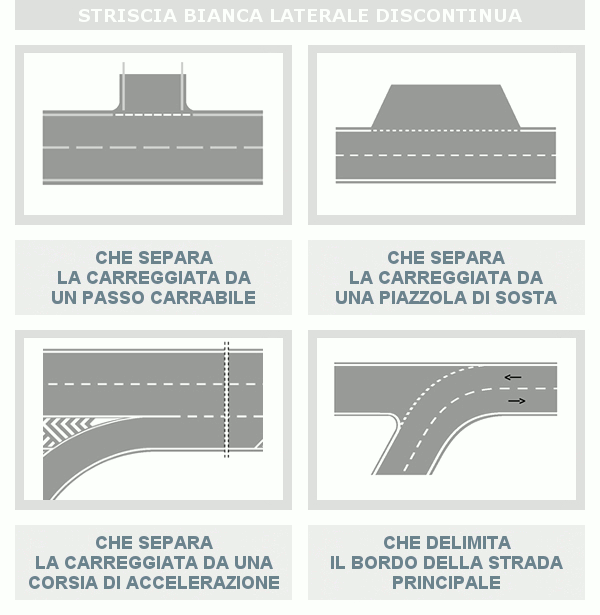 STRISCIA BIANCA LATERALE DISCONTINUA
CHE SEPARA
LA CARREGGIATA DA
UN PASSO CARRABILE
CHE SEPARA
LA CARREGGIATA DA
UNA PIAZZOLA DI SOSTA
CHE SEPARA
LA CARREGGIATA DA UNA
CORSIA DI ACCELERAZIONE
CHE DELIMITA
IL BORDO DELLA STRADA
PRINCIPALE